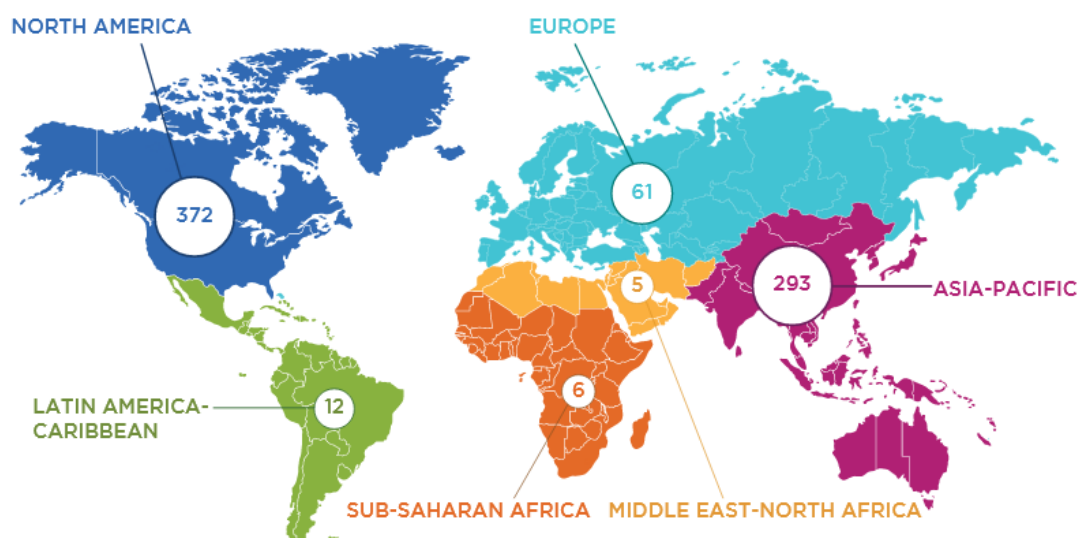 NORTH AMERICA
EUROPE
372
61
5
293
ASIA-PACIFIC
6
12
LATIN AMERICA-
CARIBBEAN
SUB-SAHARAN AFRICA
MIDDLE EAST-NORTH AFRICA